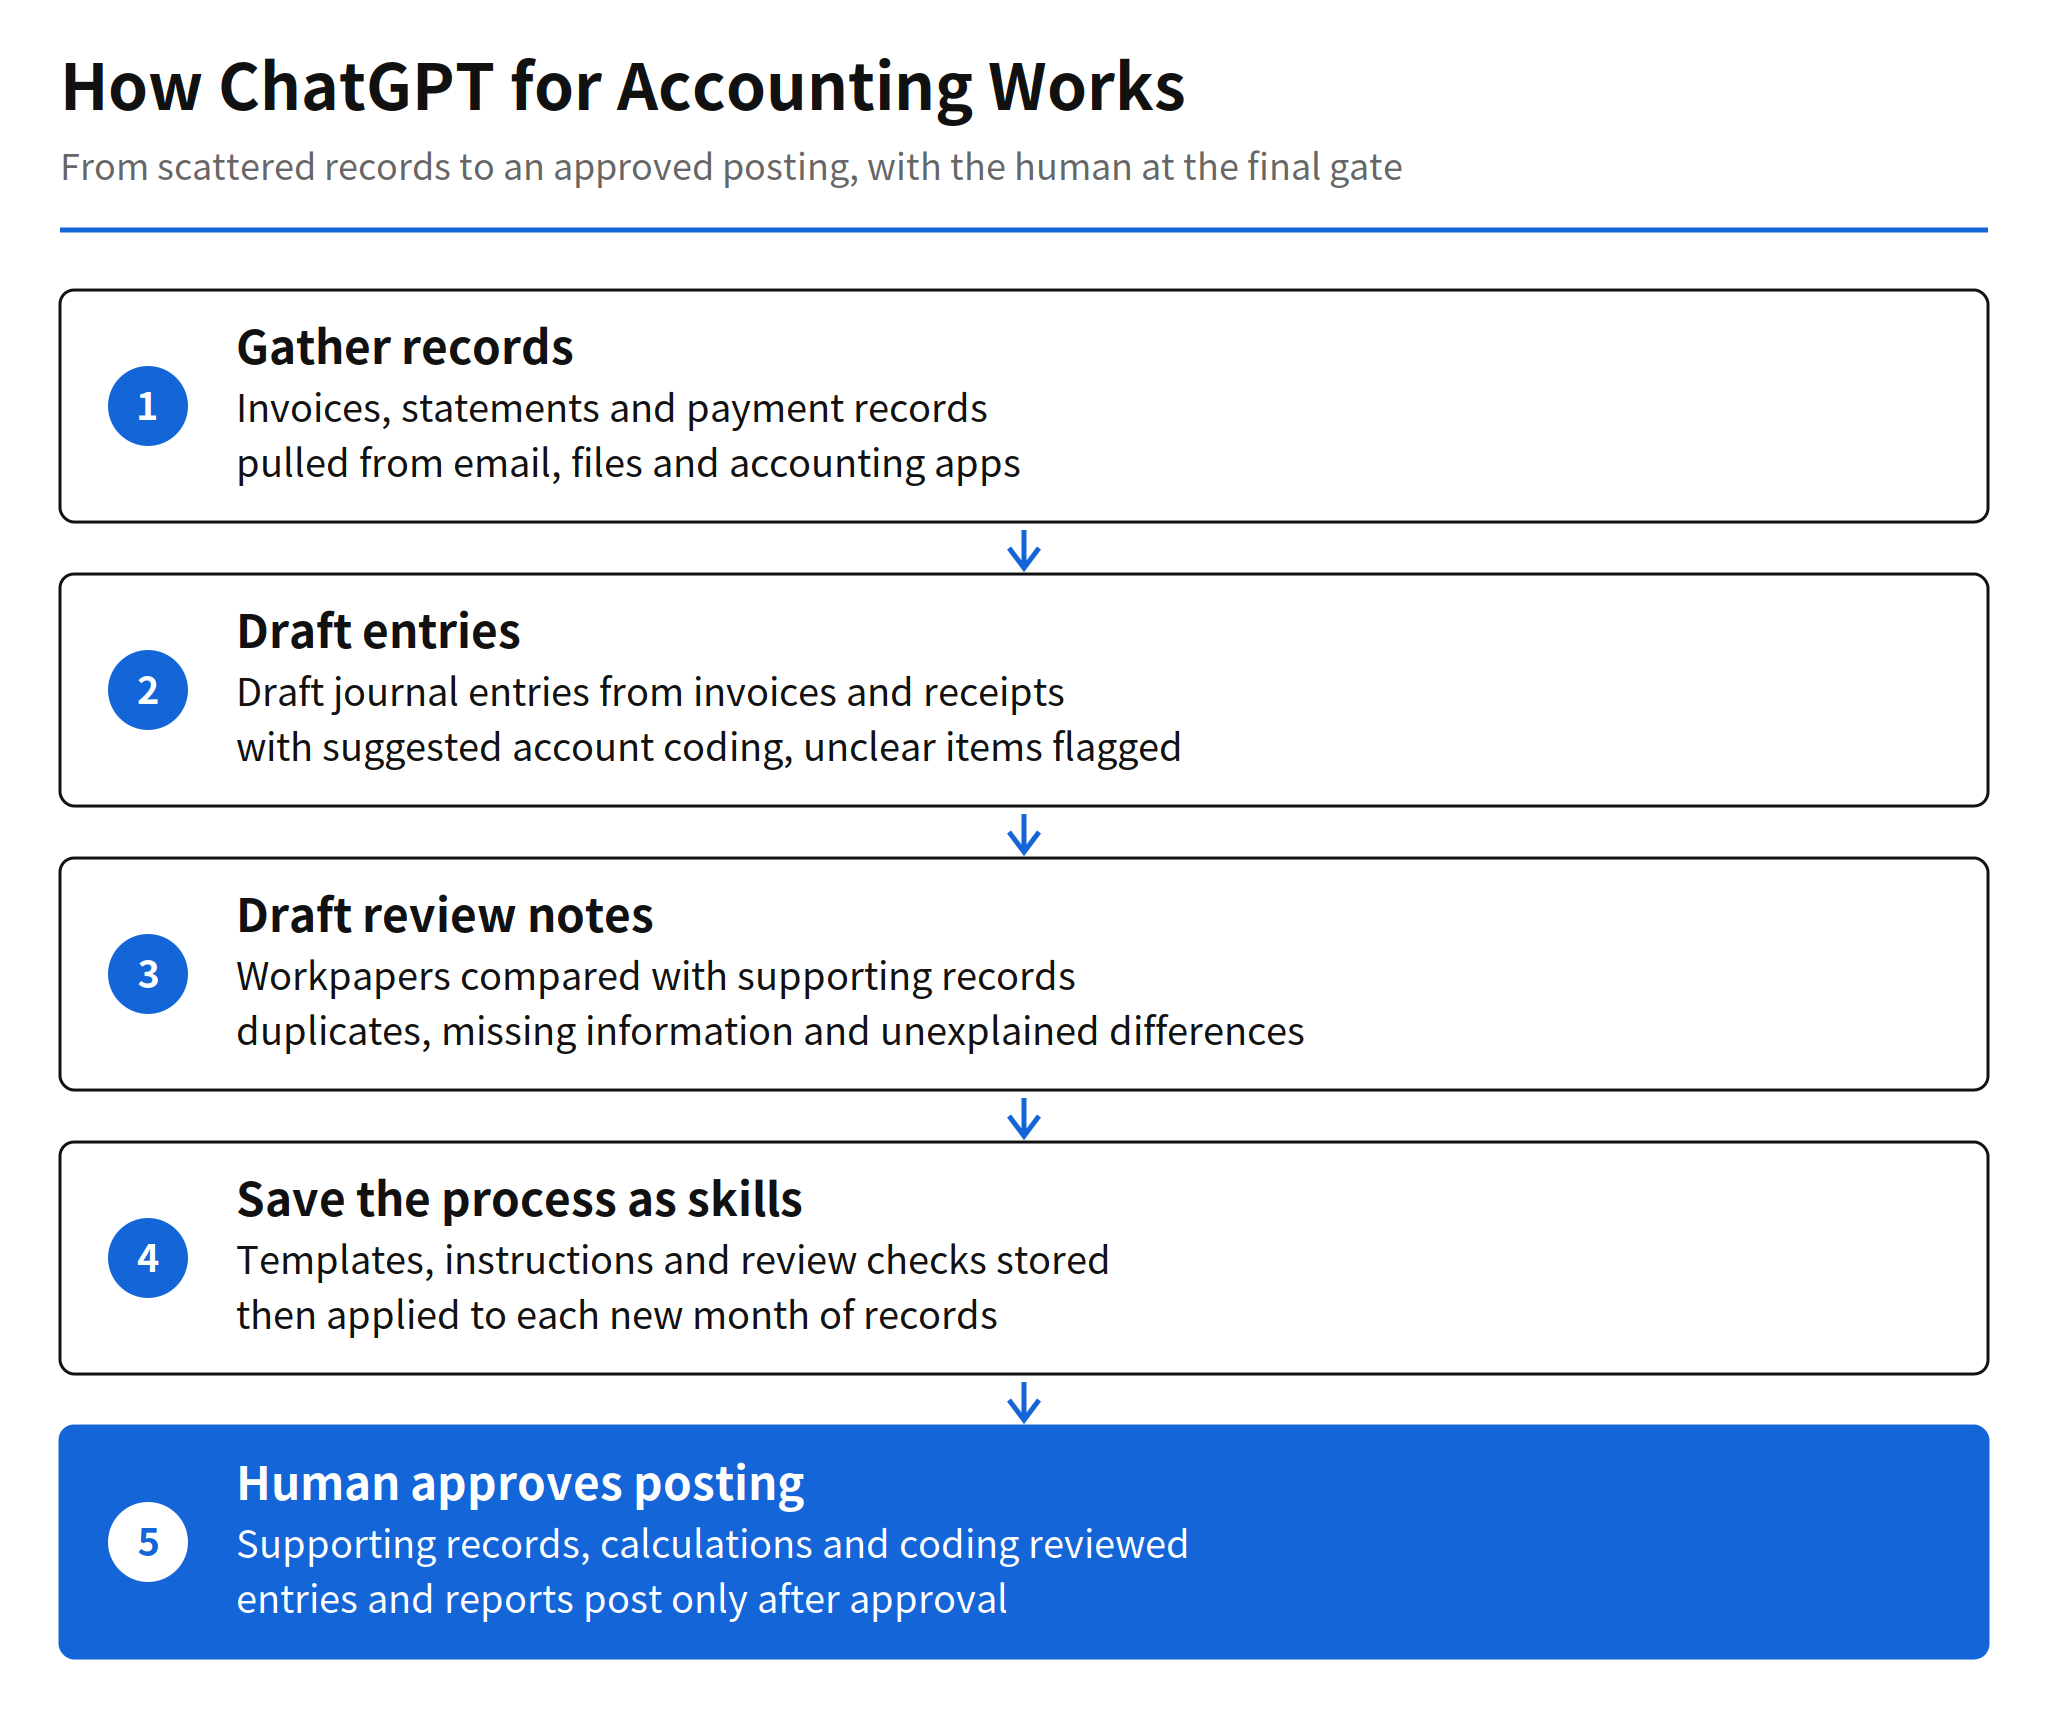 How ChatGPT for Accounting Works
From scattered records to an approved posting, with the human at the final gate
1
Gather records
Invoices, statements and payment records
pulled from email, files and accounting apps
2
Draft entries
Draft journal entries from invoices and receipts
with suggested account coding, unclear items flagged
3
Draft review notes
Workpapers compared with supporting records
duplicates, missing information and unexplained differences
4
Save the process as skills
Templates, instructions and review checks stored
then applied to each new month of records
5
Human approves posting
Supporting records, calculations and coding reviewed
entries and reports post only after approval